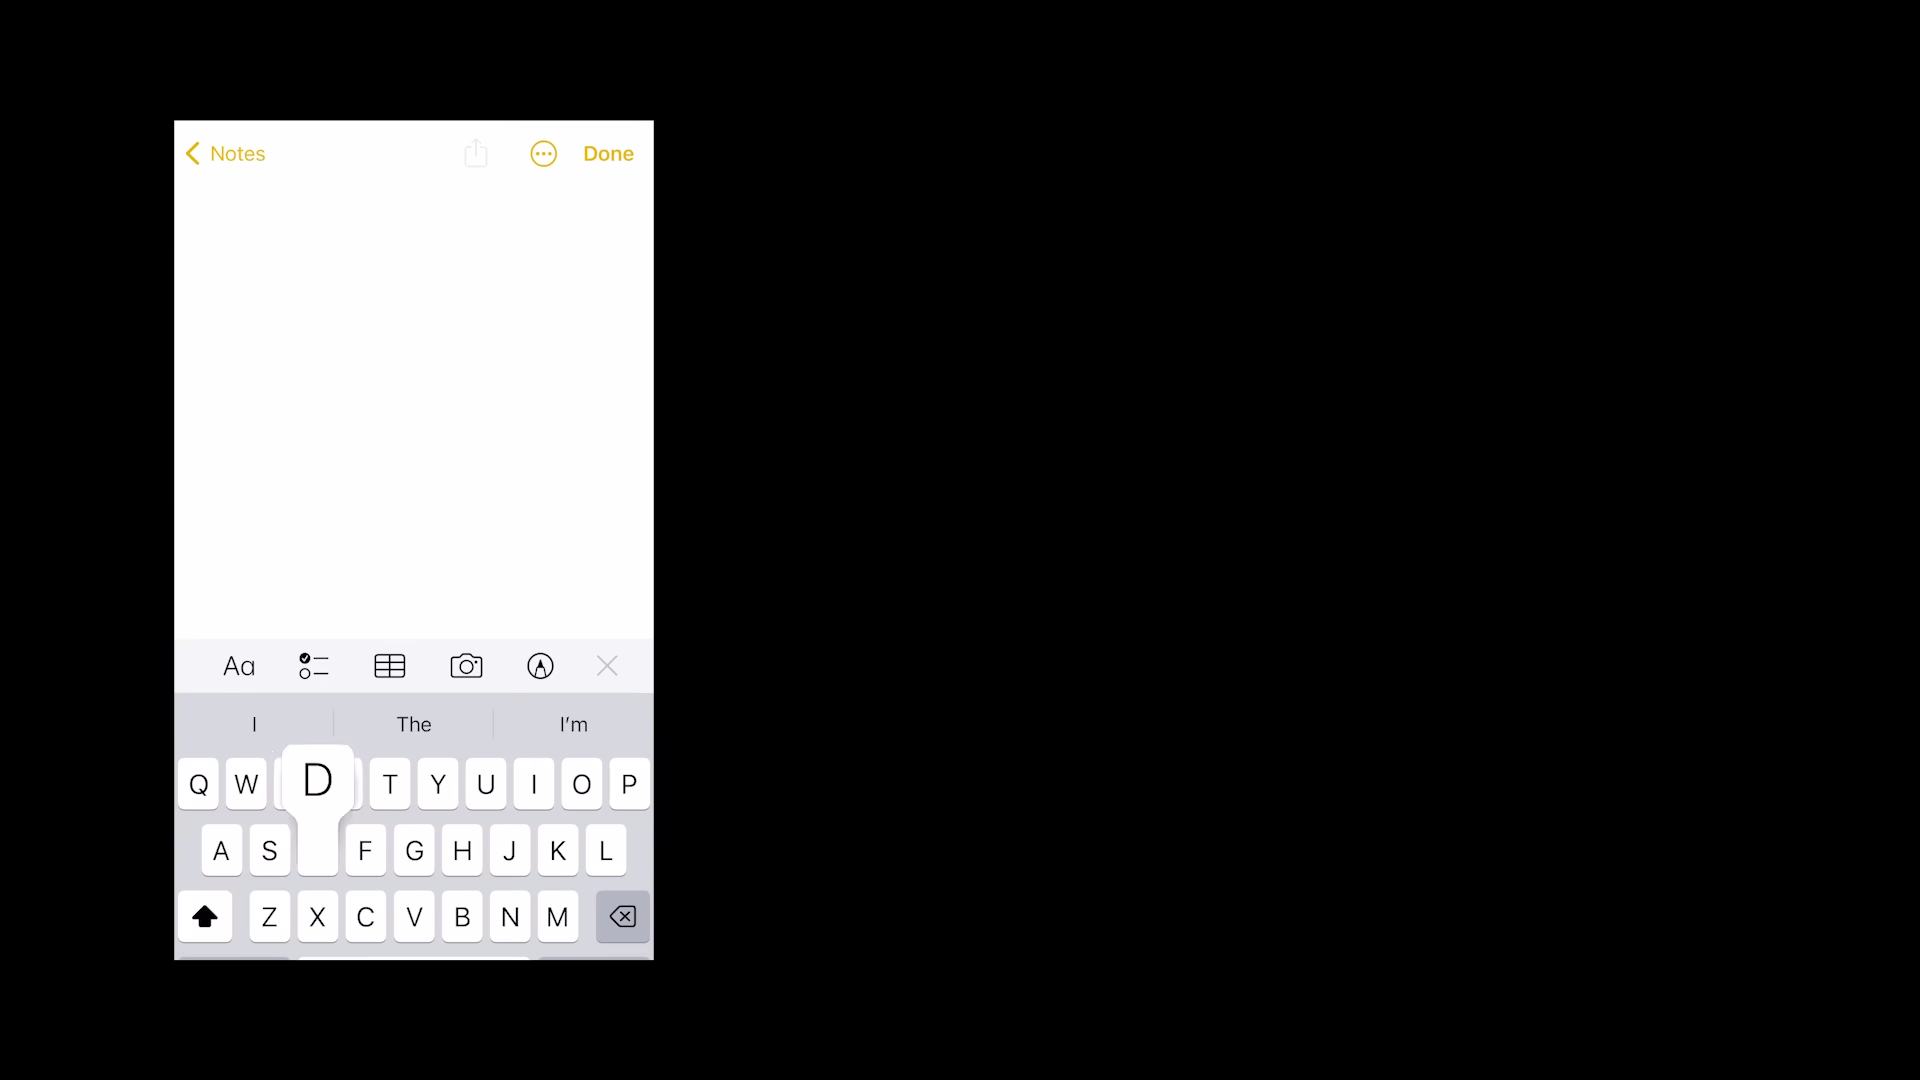 Notes Done
Aa
I The I'm
Q W D T Y U I O P
A S F G H J K L
Z X C V B N M